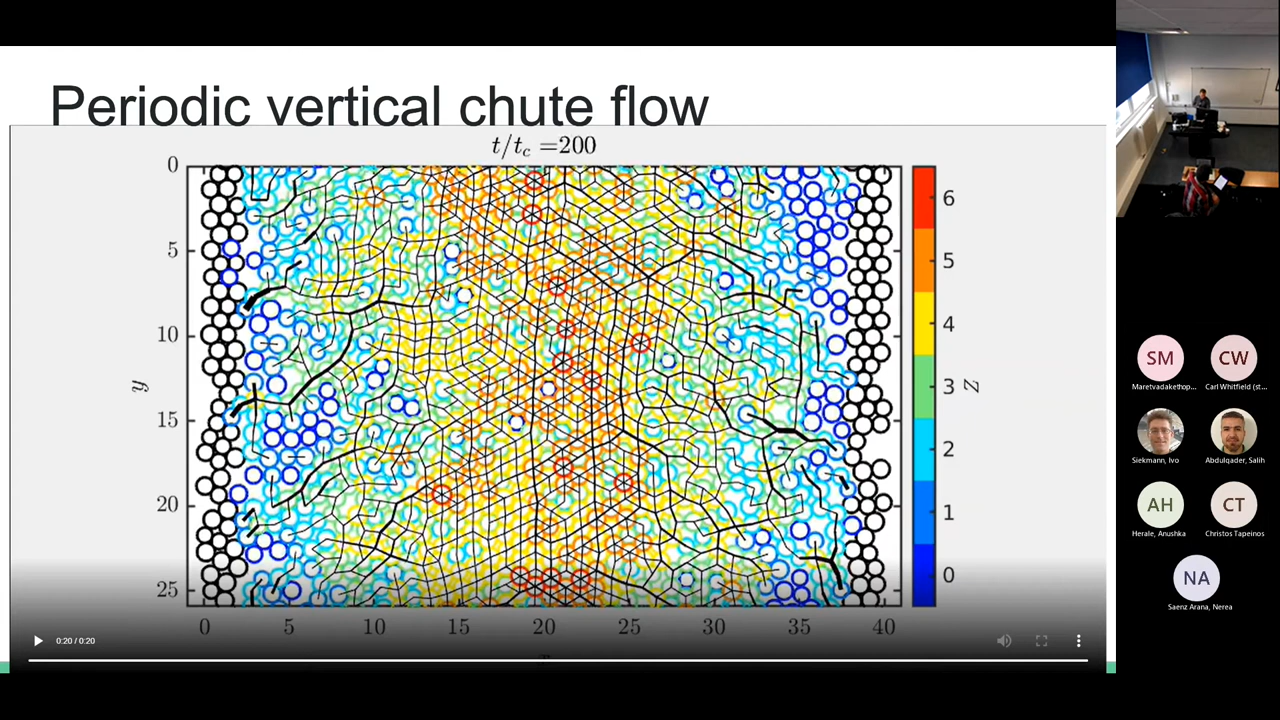 Periodic vertical chute flow
t/t_c =200
0
5
10
15
20
25
y
0 5 10 15 20 25 30 35 40
6
5
4
3
2
1
0
Z
0:20 / 0:20
SM
CW
Maretvadakethop...
Carl Whitfield (st...
Siekmann, Ivo
Abdulqader, Salih
AH
CT
Herale, Anushka
Christos Tapeinos
NA
Saenz Arana, Nerea